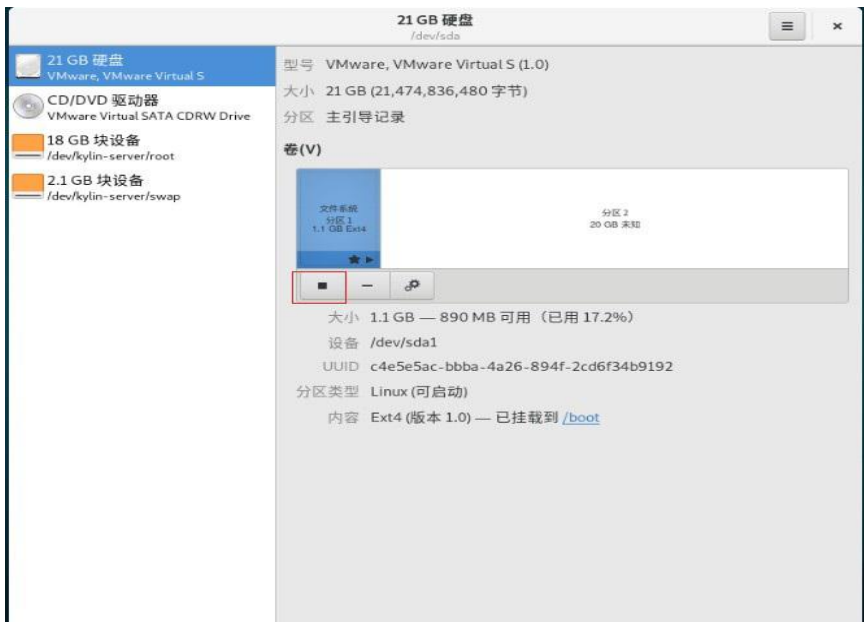 21 GB 硬盘
/dev/sda
21 GB 硬盘
VMware, VMware Virtual S
CD/DVD 驱动器
VMware Virtual SATA CDRW Drive
18 GB 块设备
/dev/kylin-server/root
2.1 GB 块设备
/dev/kylin-server/swap
型号 VMware, VMware Virtual S (1.0)
大小 21 GB (21,474,836,480 字节)
分区 主引导记录
卷(V)
文件系统
分区 1
1.1 GB Ext4
分区 2
20 GB 未知
大小 1.1 GB — 890 MB 可用（已用 17.2%）
设备 /dev/sda1
UUID c4e5e5ac-bbba-4a26-894f-2cd6f34b9192
分区类型 Linux (可启动)
内容 Ext4 (版本 1.0) — 已挂载到 /boot